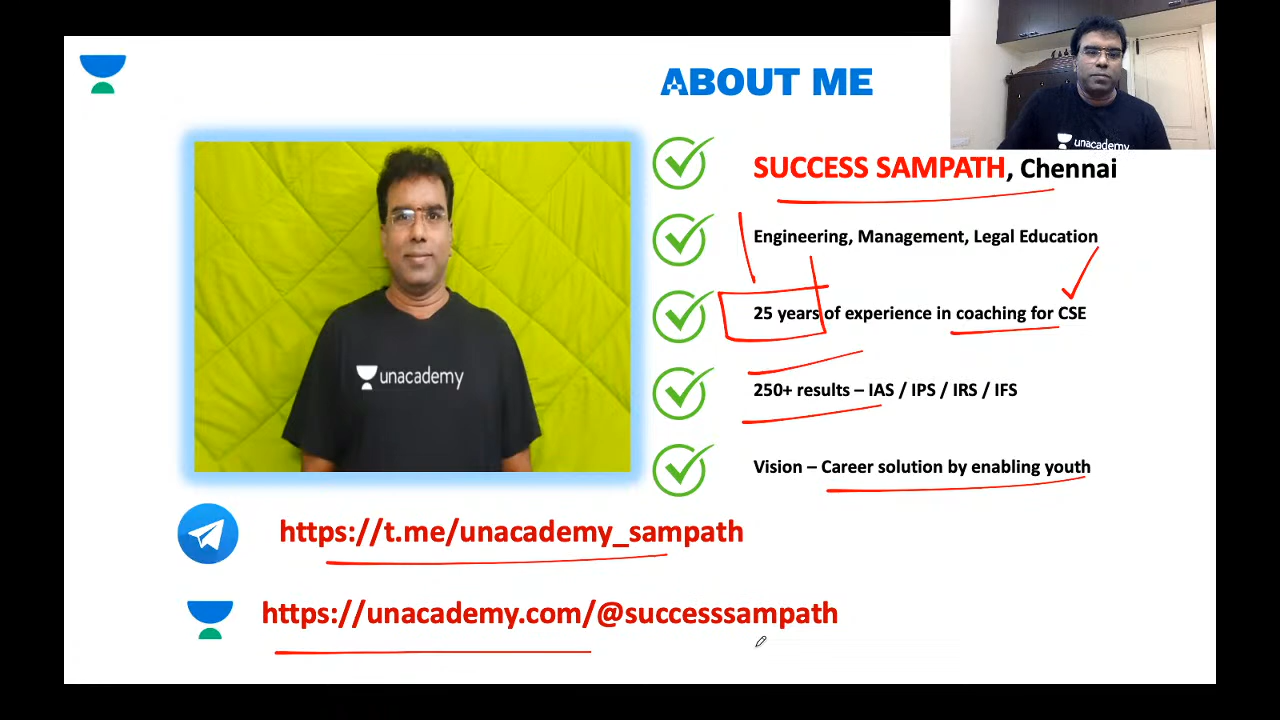 ABOUT ME
unacademy
SUCCESS SAMPATH, Chennai
Engineering, Management, Legal Education
25 years of experience in coaching for CSE
250+ results – IAS / IPS / IRS / IFS
Vision – Career solution by enabling youth
unacademy
https://t.me/unacademy_sampath
https://unacademy.com/@successsampath